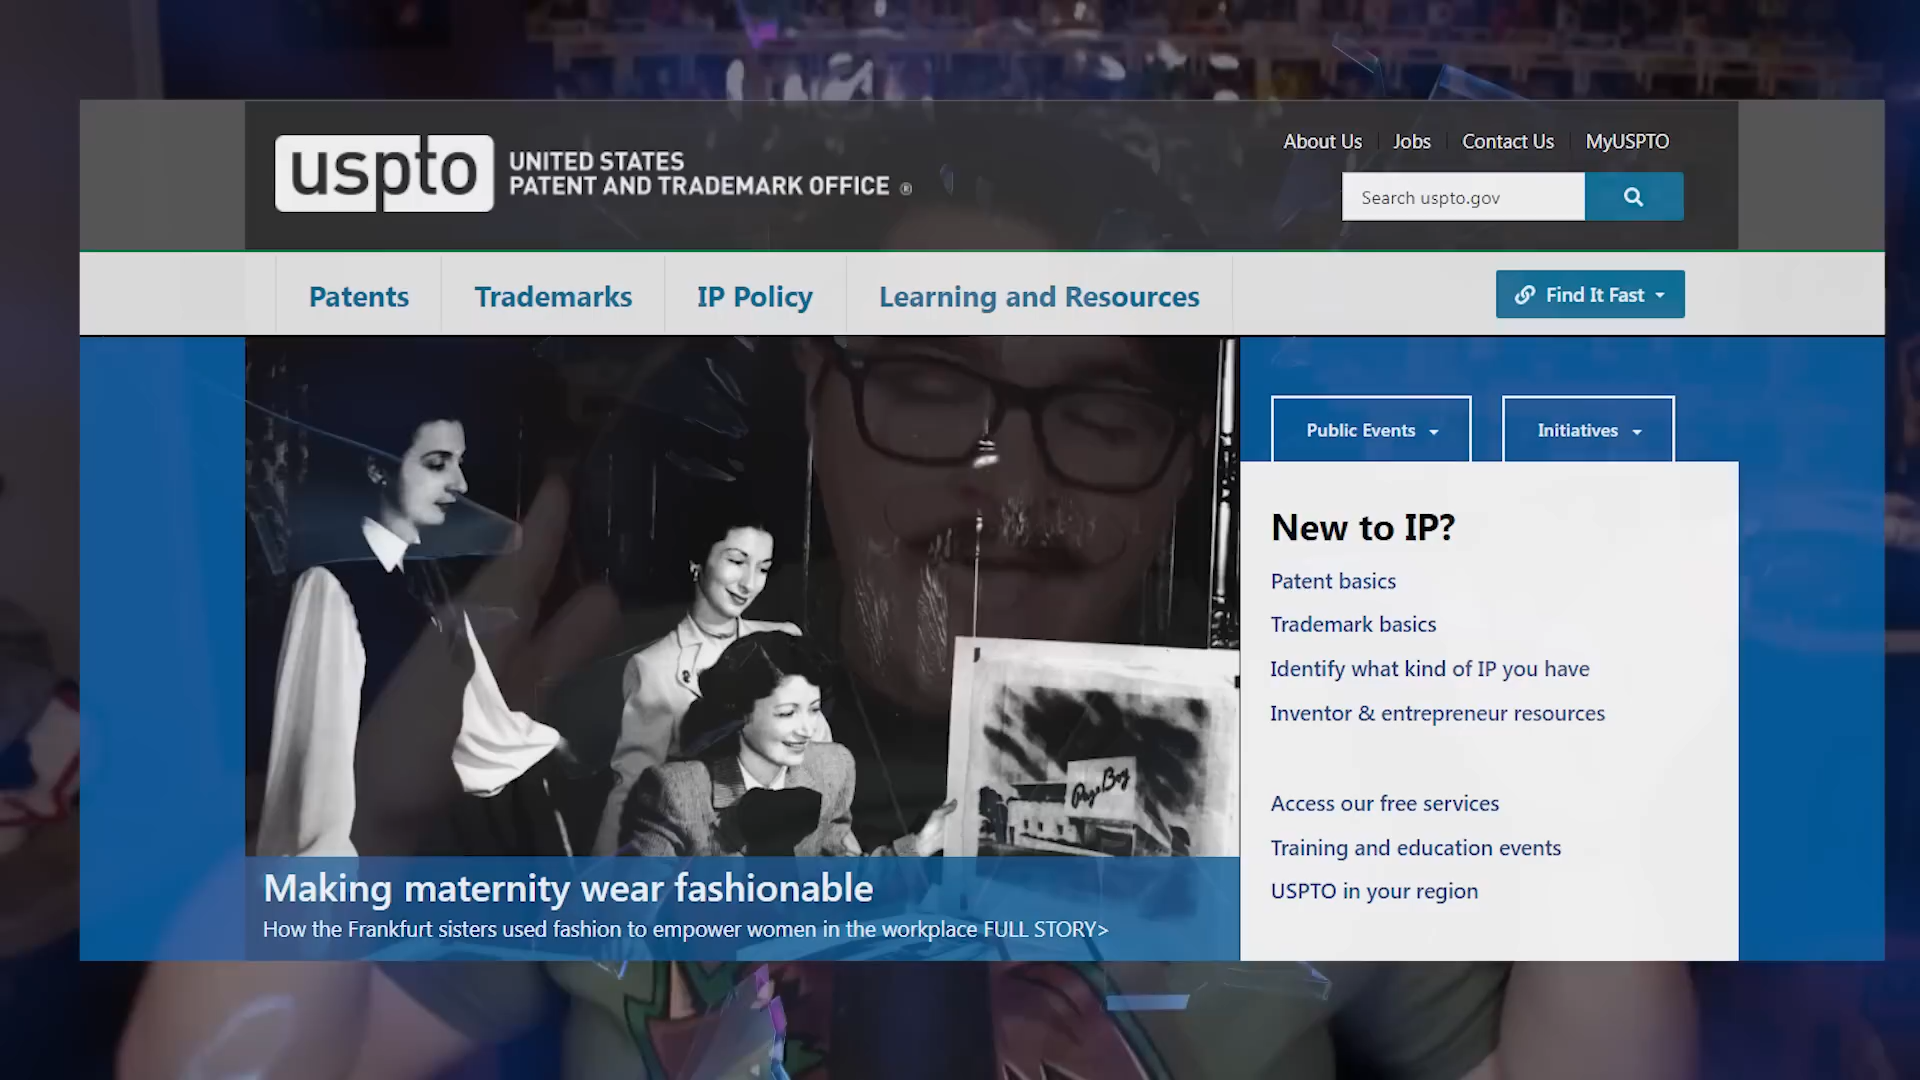 About Us
Jobs
Contact Us
MyUSPTO
uspto
UNITED STATES
PATENT AND TRADEMARK OFFICE ®
Search uspto.gov
Patents
Trademarks
IP Policy
Learning and Resources
Find It Fast
Public Events
Initiatives
New to IP?
Patent basics
Trademark basics
Identify what kind of IP you have
Inventor & entrepreneur resources
Access our free services
Training and education events
USPTO in your region
Page Boy
Making maternity wear fashionable
How the Frankfurt sisters used fashion to empower women in the workplace FULL STORY>